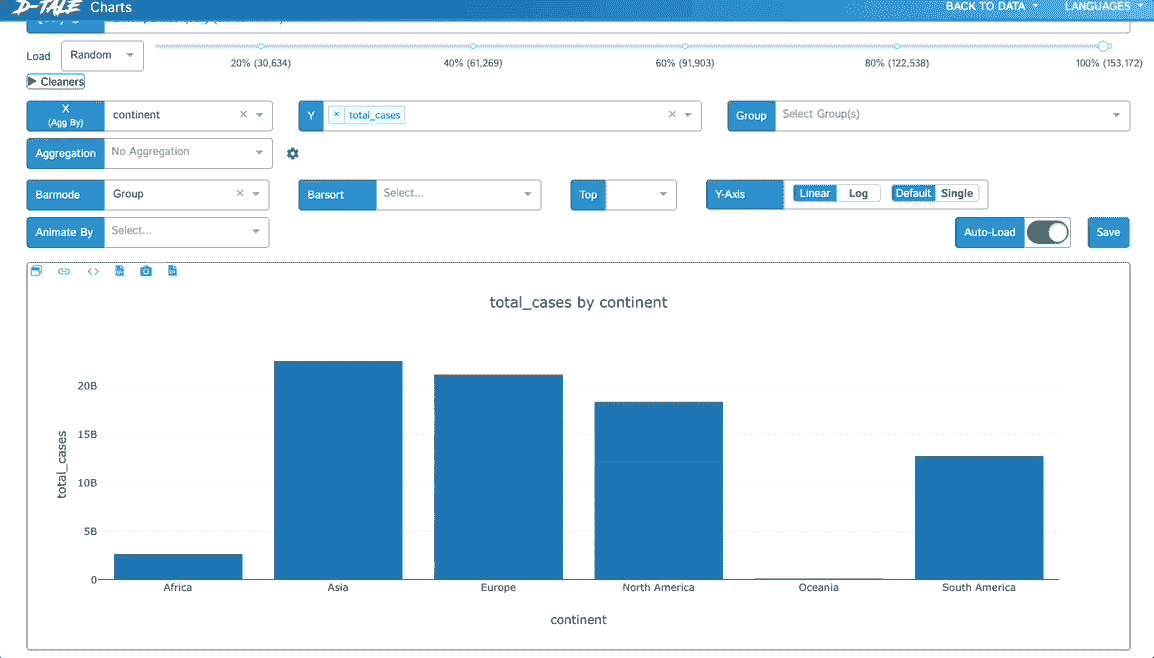 D-TALE Charts BACK TO DATA LANGUAGES
Load Random 20% (30,634) 40% (61,269) 60% (91,903) 80% (122,538) 100% (153,172)
Cleaners
X
(Agg By) continent × Y × total_cases × Group Select Group(s)
Aggregation No Aggregation
Barmode Group × Barsort Select... Top Y-Axis Linear Log Default Single
Animate By Select... Auto-Load Save
total_cases by continent
20B
15B
10B
5B
0
total_cases
Africa Asia Europe North America Oceania South America
continent